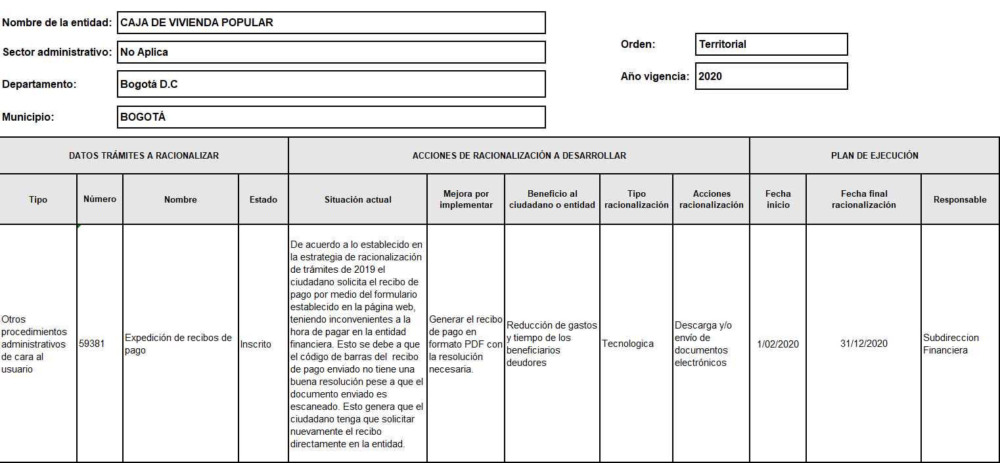 Nombre de la entidad: CAJA DE VIVIENDA POPULAR
Orden: Territorial
Sector administrativo: No Aplica
Año vigencia: 2020
Departamento: Bogotá D.C
Municipio: BOGOTÁ
DATOS TRÁMITES A RACIONALIZAR
ACCIONES DE RACIONALIZACIÓN A DESARROLLAR
PLAN DE EJECUCIÓN
Tipo
Número
Nombre
Estado
Situación actual
Mejora por
implementar
Beneficio al
ciudadano o entidad
Tipo
racionalización
Acciones
racionalización
Fecha
inicio
Fecha final
racionalización
Responsable
Otros
procedimientos
administrativos
de cara al
usuario
59381
Expedición de recibos de
pago
Inscrito
De acuerdo a lo establecido en
la estrategia de racionalización
de trámites de 2019 el
ciudadano solicita el recibo de
pago por medio del formulario
establecido en la página web,
teniendo inconvenientes a la
hora de pagar en la entidad
financiera. Esto se debe a que
el código de barras del  recibo
de pago enviado no tiene una
buena resolución pese a que el
documento enviado es
escaneado. Esto genera que el
ciudadano tenga que solicitar
nuevamente el recibo
directamente en la entidad.
Generar el recibo
de pago en
formato PDF con
la resolución
necesaria.
Reducción de gastos
y tiempo de los
beneficiarios
deudores
Tecnologica
Descarga y/o
envío de
documentos
electrónicos
1/02/2020
31/12/2020
Subdireccion
Financiera